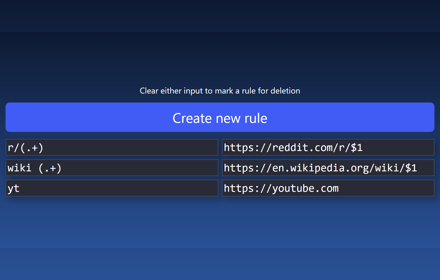 Clear either input to mark a rule for deletion
Create new rule
r/(.+) https://reddit.com/r/$1
wiki (.+) https://en.wikipedia.org/wiki/$1
yt https://youtube.com